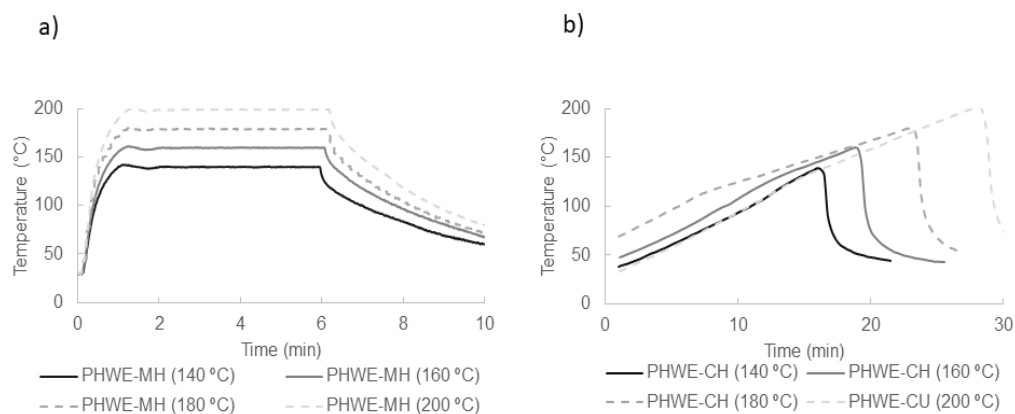 a)
200
150
100
50
0
Temperature (°C)
0 2 4 6 8 10
Time (min)
PHWE-MH (140 ºC) PHWE-MH (160 ºC)
PHWE-MH (180 ºC) PHWE-MH (200 ºC)
b)
200
150
100
50
0
Temperature (°C)
0 10 20 30
Time (min)
PHWE-CH (140 ºC) PHWE-CH (160 ºC)
PHWE-CH (180 ºC) PHWE-CU (200 ºC)